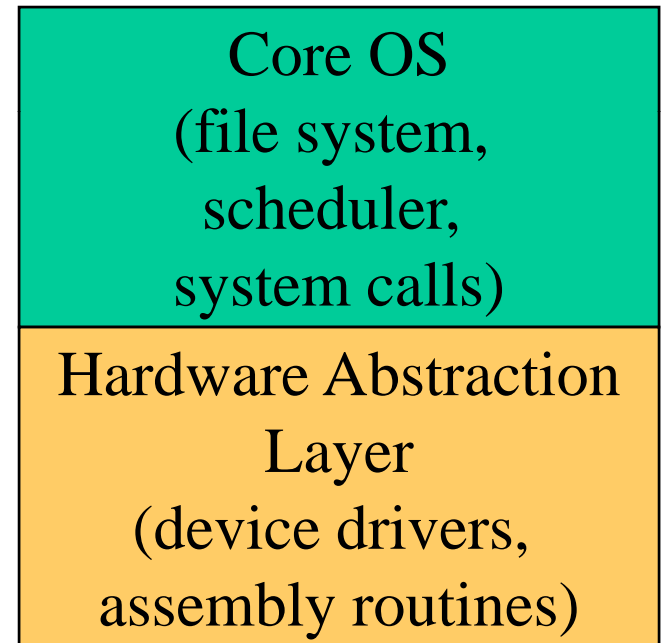 Core OS
(file system,
scheduler,
system calls)
Hardware Abstraction
Layer
(device drivers,
assembly routines)